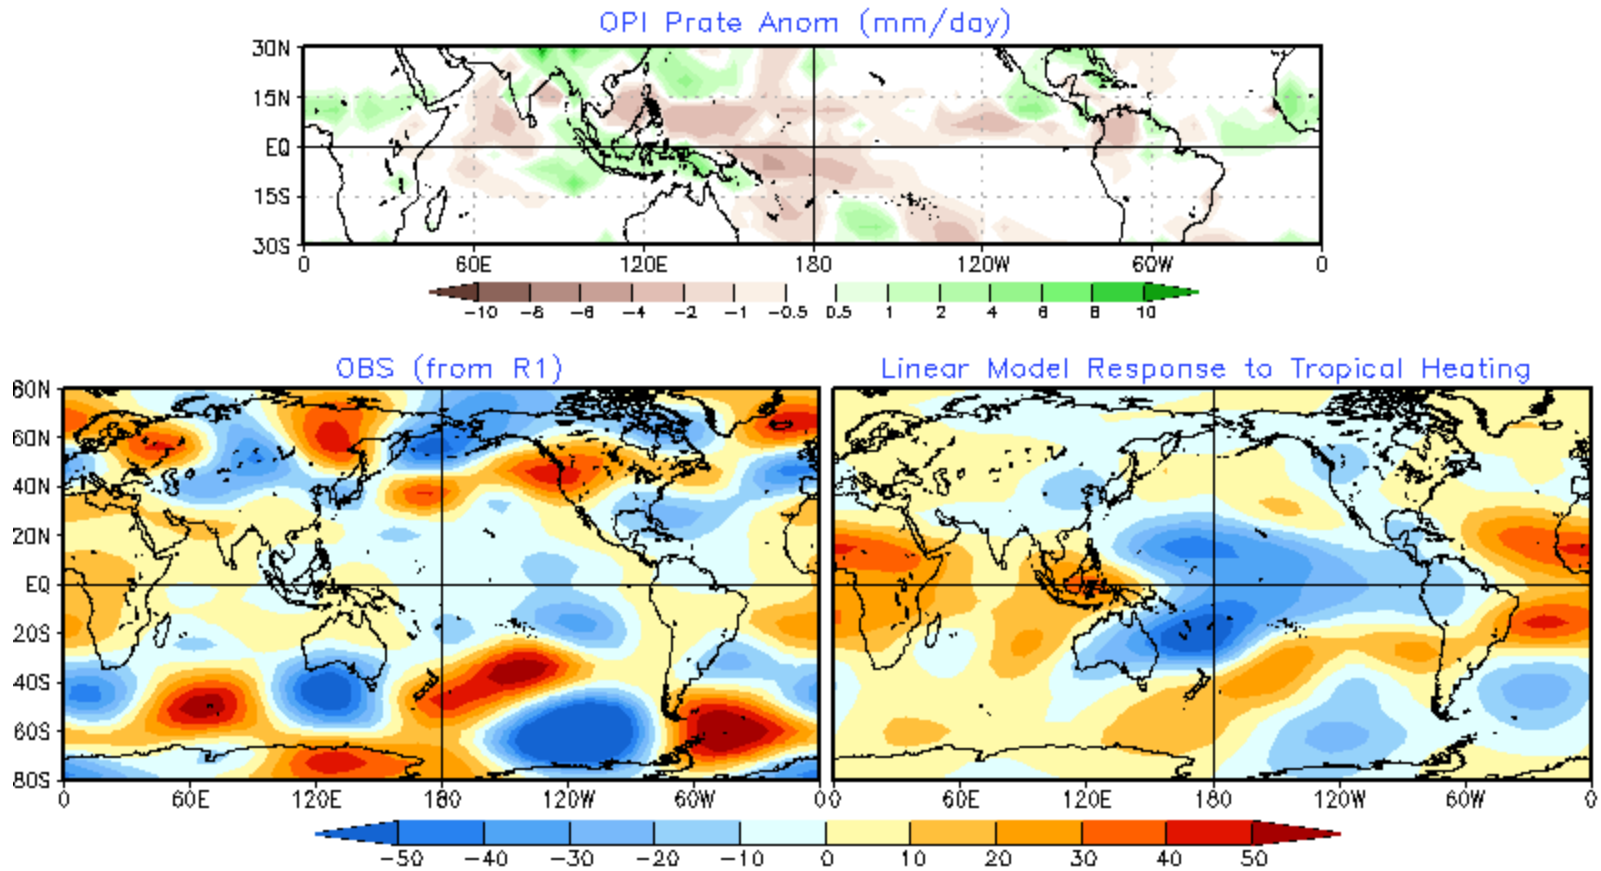 OPI Prate Anom (mm/day)
30N
15N
EQ
15S
30S
0 60E 120E 180 120W 60W 0
-10 -8 -6 -4 -2 -1 -0.5 0.5 1 2 4 6 8 10
OBS (from R1) Linear Model Response to Tropical Heating
80N
60N
40N
20N
EQ
20S
40S
60S
80S
0 60E 120E 180 120W 60W 0 0 60E 120E 180 120W 60W 0
-50 -40 -30 -20 -10 0 10 20 30 40 50